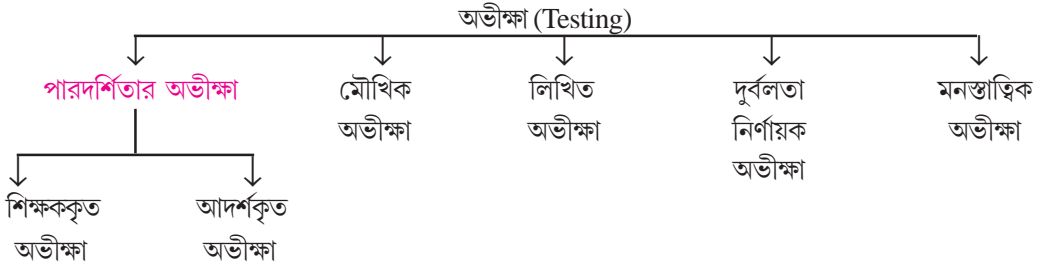 অভীক্ষা (Testing)
পারদর্শিতার অভীক্ষা মৌখিক লিখিত দুর্বলতা মনস্তাত্বিক
অভীক্ষা অভীক্ষা নির্ণায়ক অভীক্ষা
অভীক্ষা
শিক্ষককৃত আদর্শকৃত
অভীক্ষা অভীক্ষা